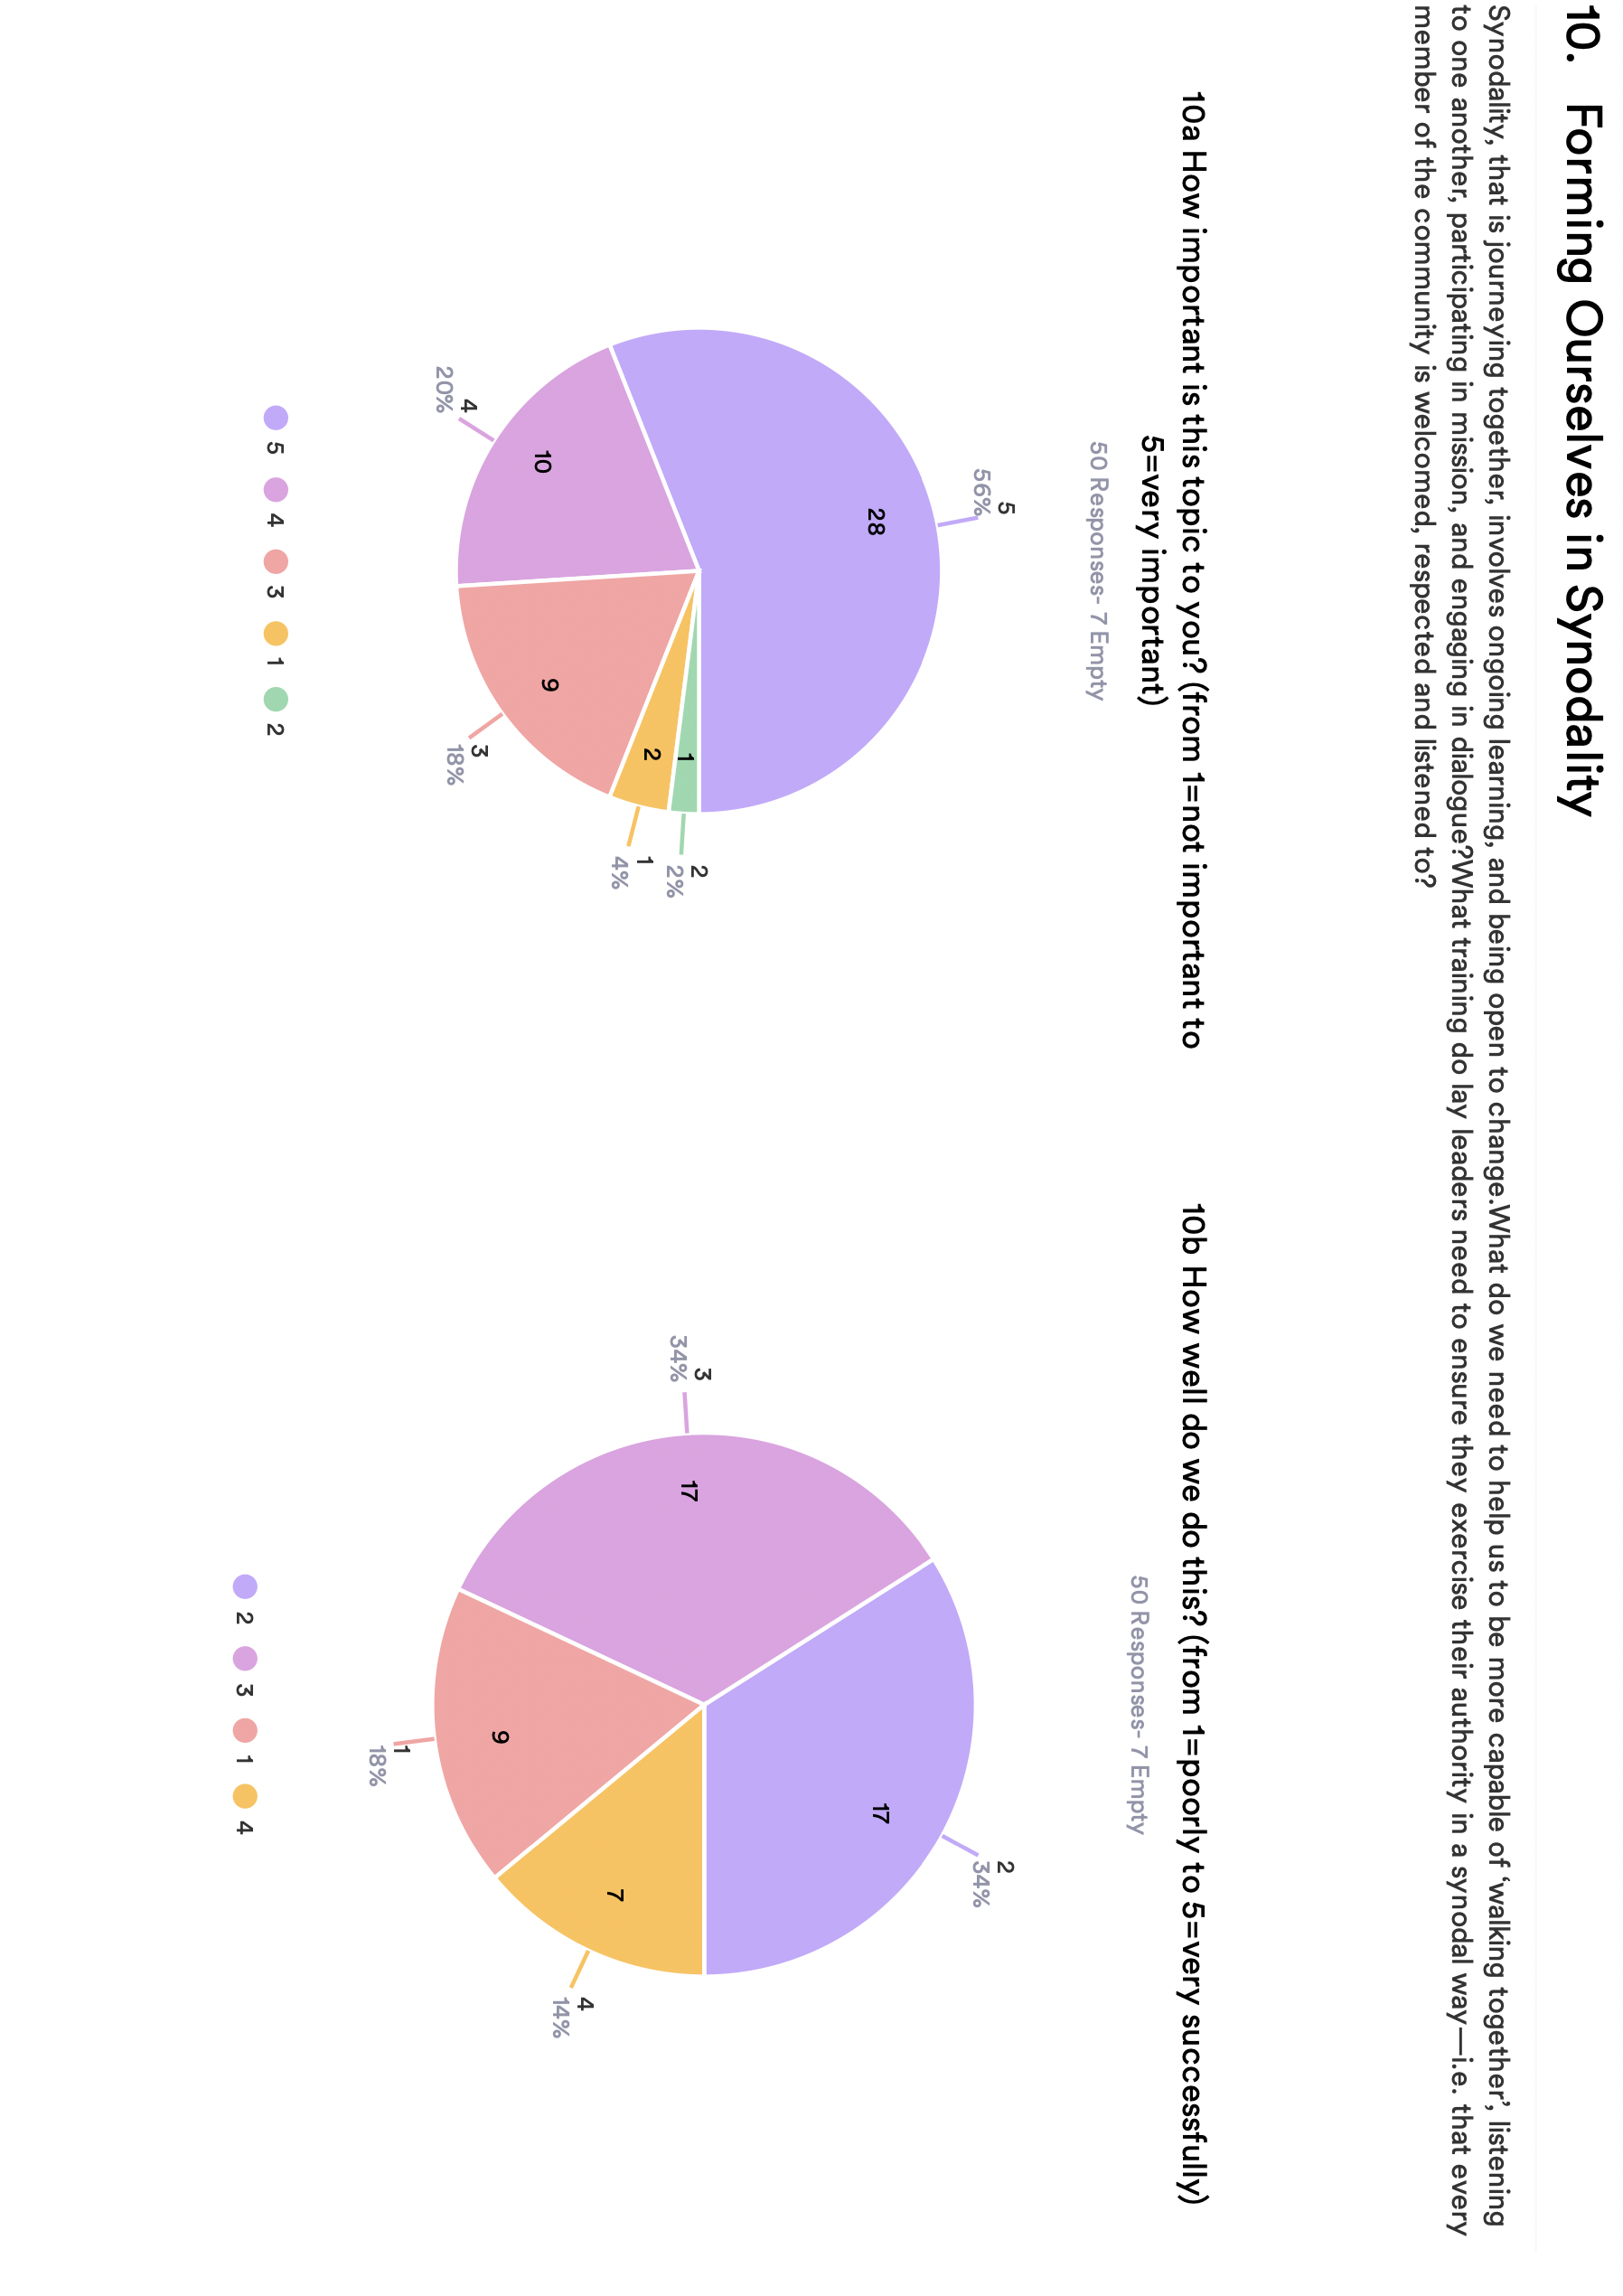 10. Forming Ourselves in Synodality
Synodality, that is journeying together, involves ongoing learning, and being open to change.What do we need to help us to be more capable of ‘walking together’, listening
to one another, participating in mission, and engaging in dialogue?What training do lay leaders need to ensure they exercise their authority in a synodal way—i.e. that every
member of the community is welcomed, respected and listened to?
10a How important is this topic to you? (from 1=not important to
5=very important)
50 Responses- 7 Empty
5
56%
28
4
20%
10
9
3
18%
2
1
4%
1
2
2%
5 4 3 1 2
10b How well do we do this? (from 1=poorly to 5=very successfully)
50 Responses- 7 Empty
3
34%
17
17
2
34%
9
1
18%
7
4
14%
2 3 1 4